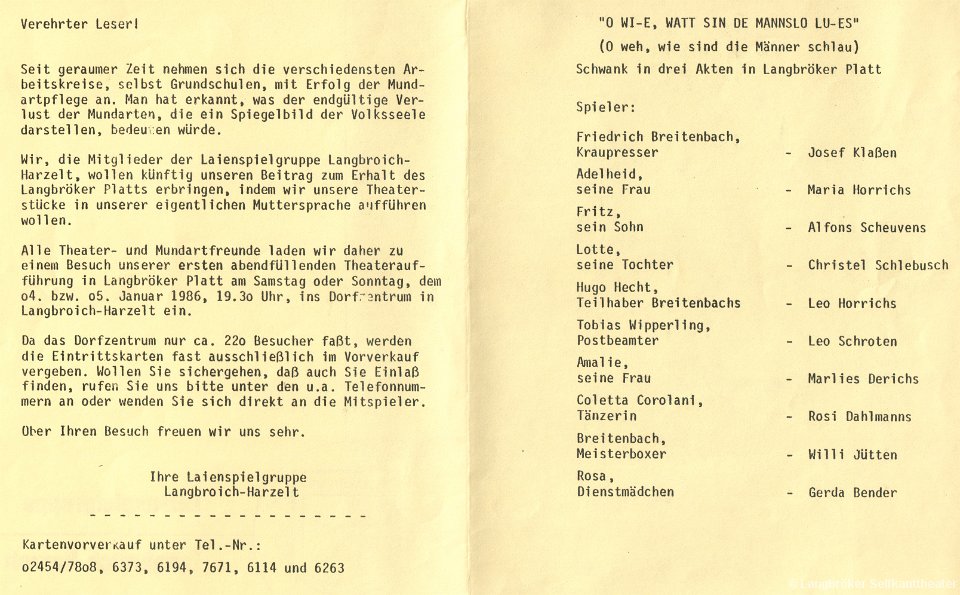 Verehrter Leser!
Seit geraumer Zeit nehmen sich die verschiedensten Ar-
beitskreise, selbst Grundschulen, mit Erfolg der Mund-
artpflege an. Man hat erkannt, was der endgültige Ver-
lust der Mundarten, die ein Spiegelbild der Volksseele
darstellen, bedeuten würde.
Wir, die Mitglieder der Laienspielgruppe Langbroich-
Harzelt, wollen künftig unseren Beitrag zum Erhalt des
Langbröker Platts erbringen, indem wir unsere Theater-
stücke in unserer eigentlichen Muttersprache aufführen
wollen.
Alle Theater- und Mundartfreunde laden wir daher zu
einem Besuch unserer ersten abendfüllenden Theaterauf-
führung in Langbröker Platt am Samstag oder Sonntag, dem
o4. bzw. o5. Januar 1986, 19.3o Uhr, ins Dorfzentrum in
Langbroich-Harzelt ein.
Da das Dorfzentrum nur ca. 22o Besucher faßt, werden
die Eintrittskarten fast ausschließlich im Vorverkauf
vergeben. Wollen Sie sichergehen, daß auch Sie Einlaß
finden, rufen Sie uns bitte unter den u.a. Telefonnum-
mern an oder wenden Sie sich direkt an die Mitspieler.
Ober Ihren Besuch freuen wir uns sehr.
Ihre Laienspielgruppe
Langbroich-Harzelt
- - - - - - - - - - - - - - - - - - -
Kartenvorverkauf unter Tel.-Nr.:
o2454/78o8, 6373, 6194, 7671, 6114 und 6263
"O WI-E, WATT SIN DE MANNSLO LU-ES"
(O weh, wie sind die Männer schlau)
Schwank in drei Akten in Langbröker Platt
Spieler:
Friedrich Breitenbach,
Kraupresser - Josef Klaßen
Adelheid,
seine Frau - Maria Horrichs
Fritz,
sein Sohn - Alfons Scheuvens
Lotte,
seine Tochter - Christel Schlebusch
Hugo Hecht,
Teilhaber Breitenbachs - Leo Horrichs
Tobias Wipperling,
Postbeamter - Leo Schroten
Amalie,
seine Frau - Marlies Derichs
Coletta Corolani,
Tänzerin - Rosi Dahlmanns
Breitenbach,
Meisterboxer - Willi Jütten
Rosa,
Dienstmädchen - Gerda Bender
© Langbröker Selfkanttheater